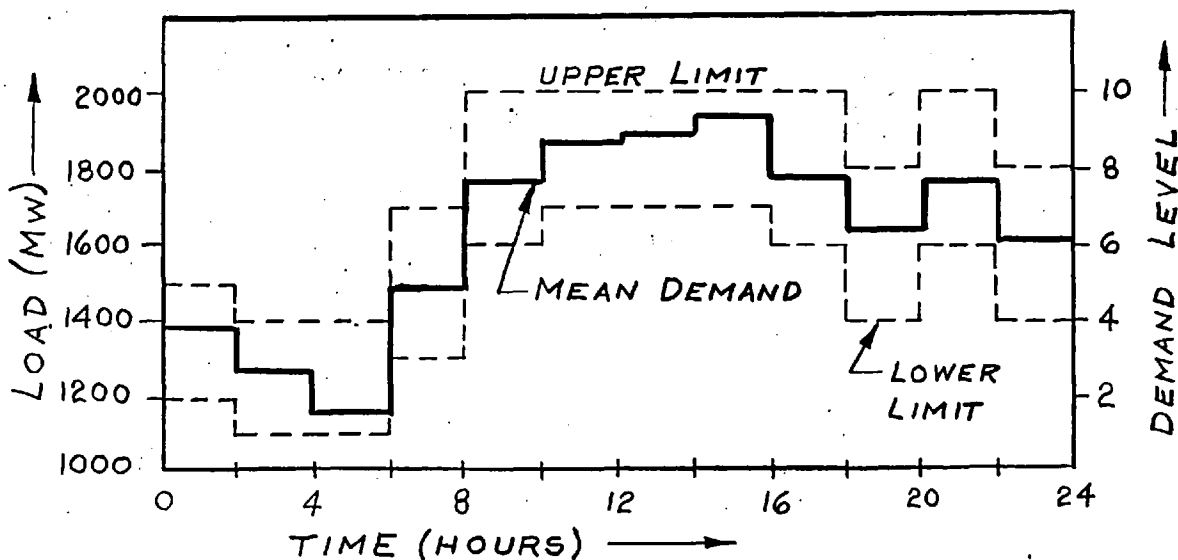 UPPER LIMIT
2000
1800
1600
1400
1200
1000
LOAD (MW)
10
8
6
4
2
DEMAND LEVEL
MEAN DEMAND
LOWER
LIMIT
0
4
8
12
16
20
24
TIME (HOURS)